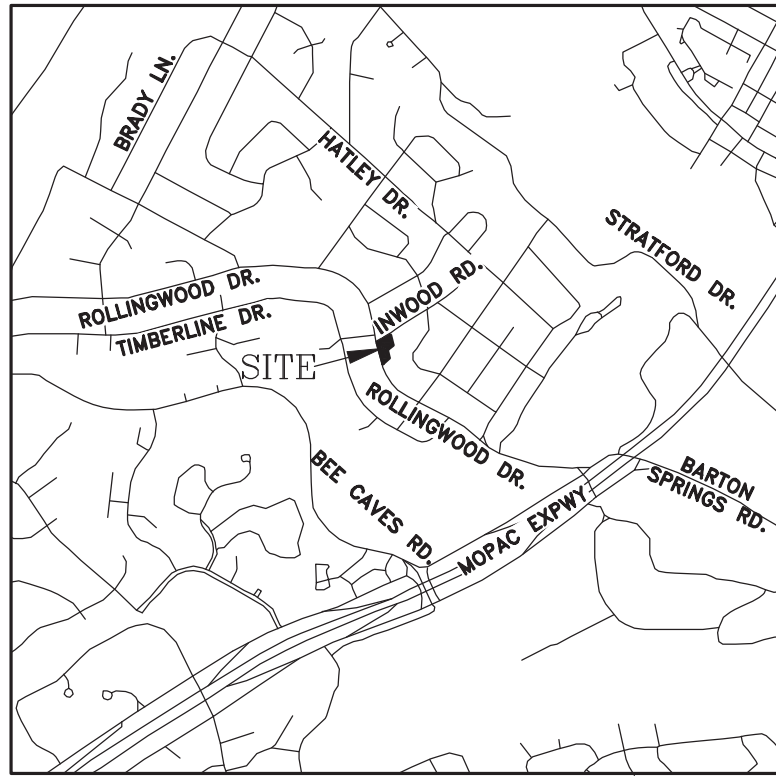 BRADY LN.
HATLEY DR.
STRATFORD DR.
ROLLINGWOOD DR.
TIMBERLINE DR.
INWOOD RD.
SITE
ROLLINGWOOD DR.
BEE CAVES RD.
MOPAC EXPWY
BARTON
SPRINGS RD.